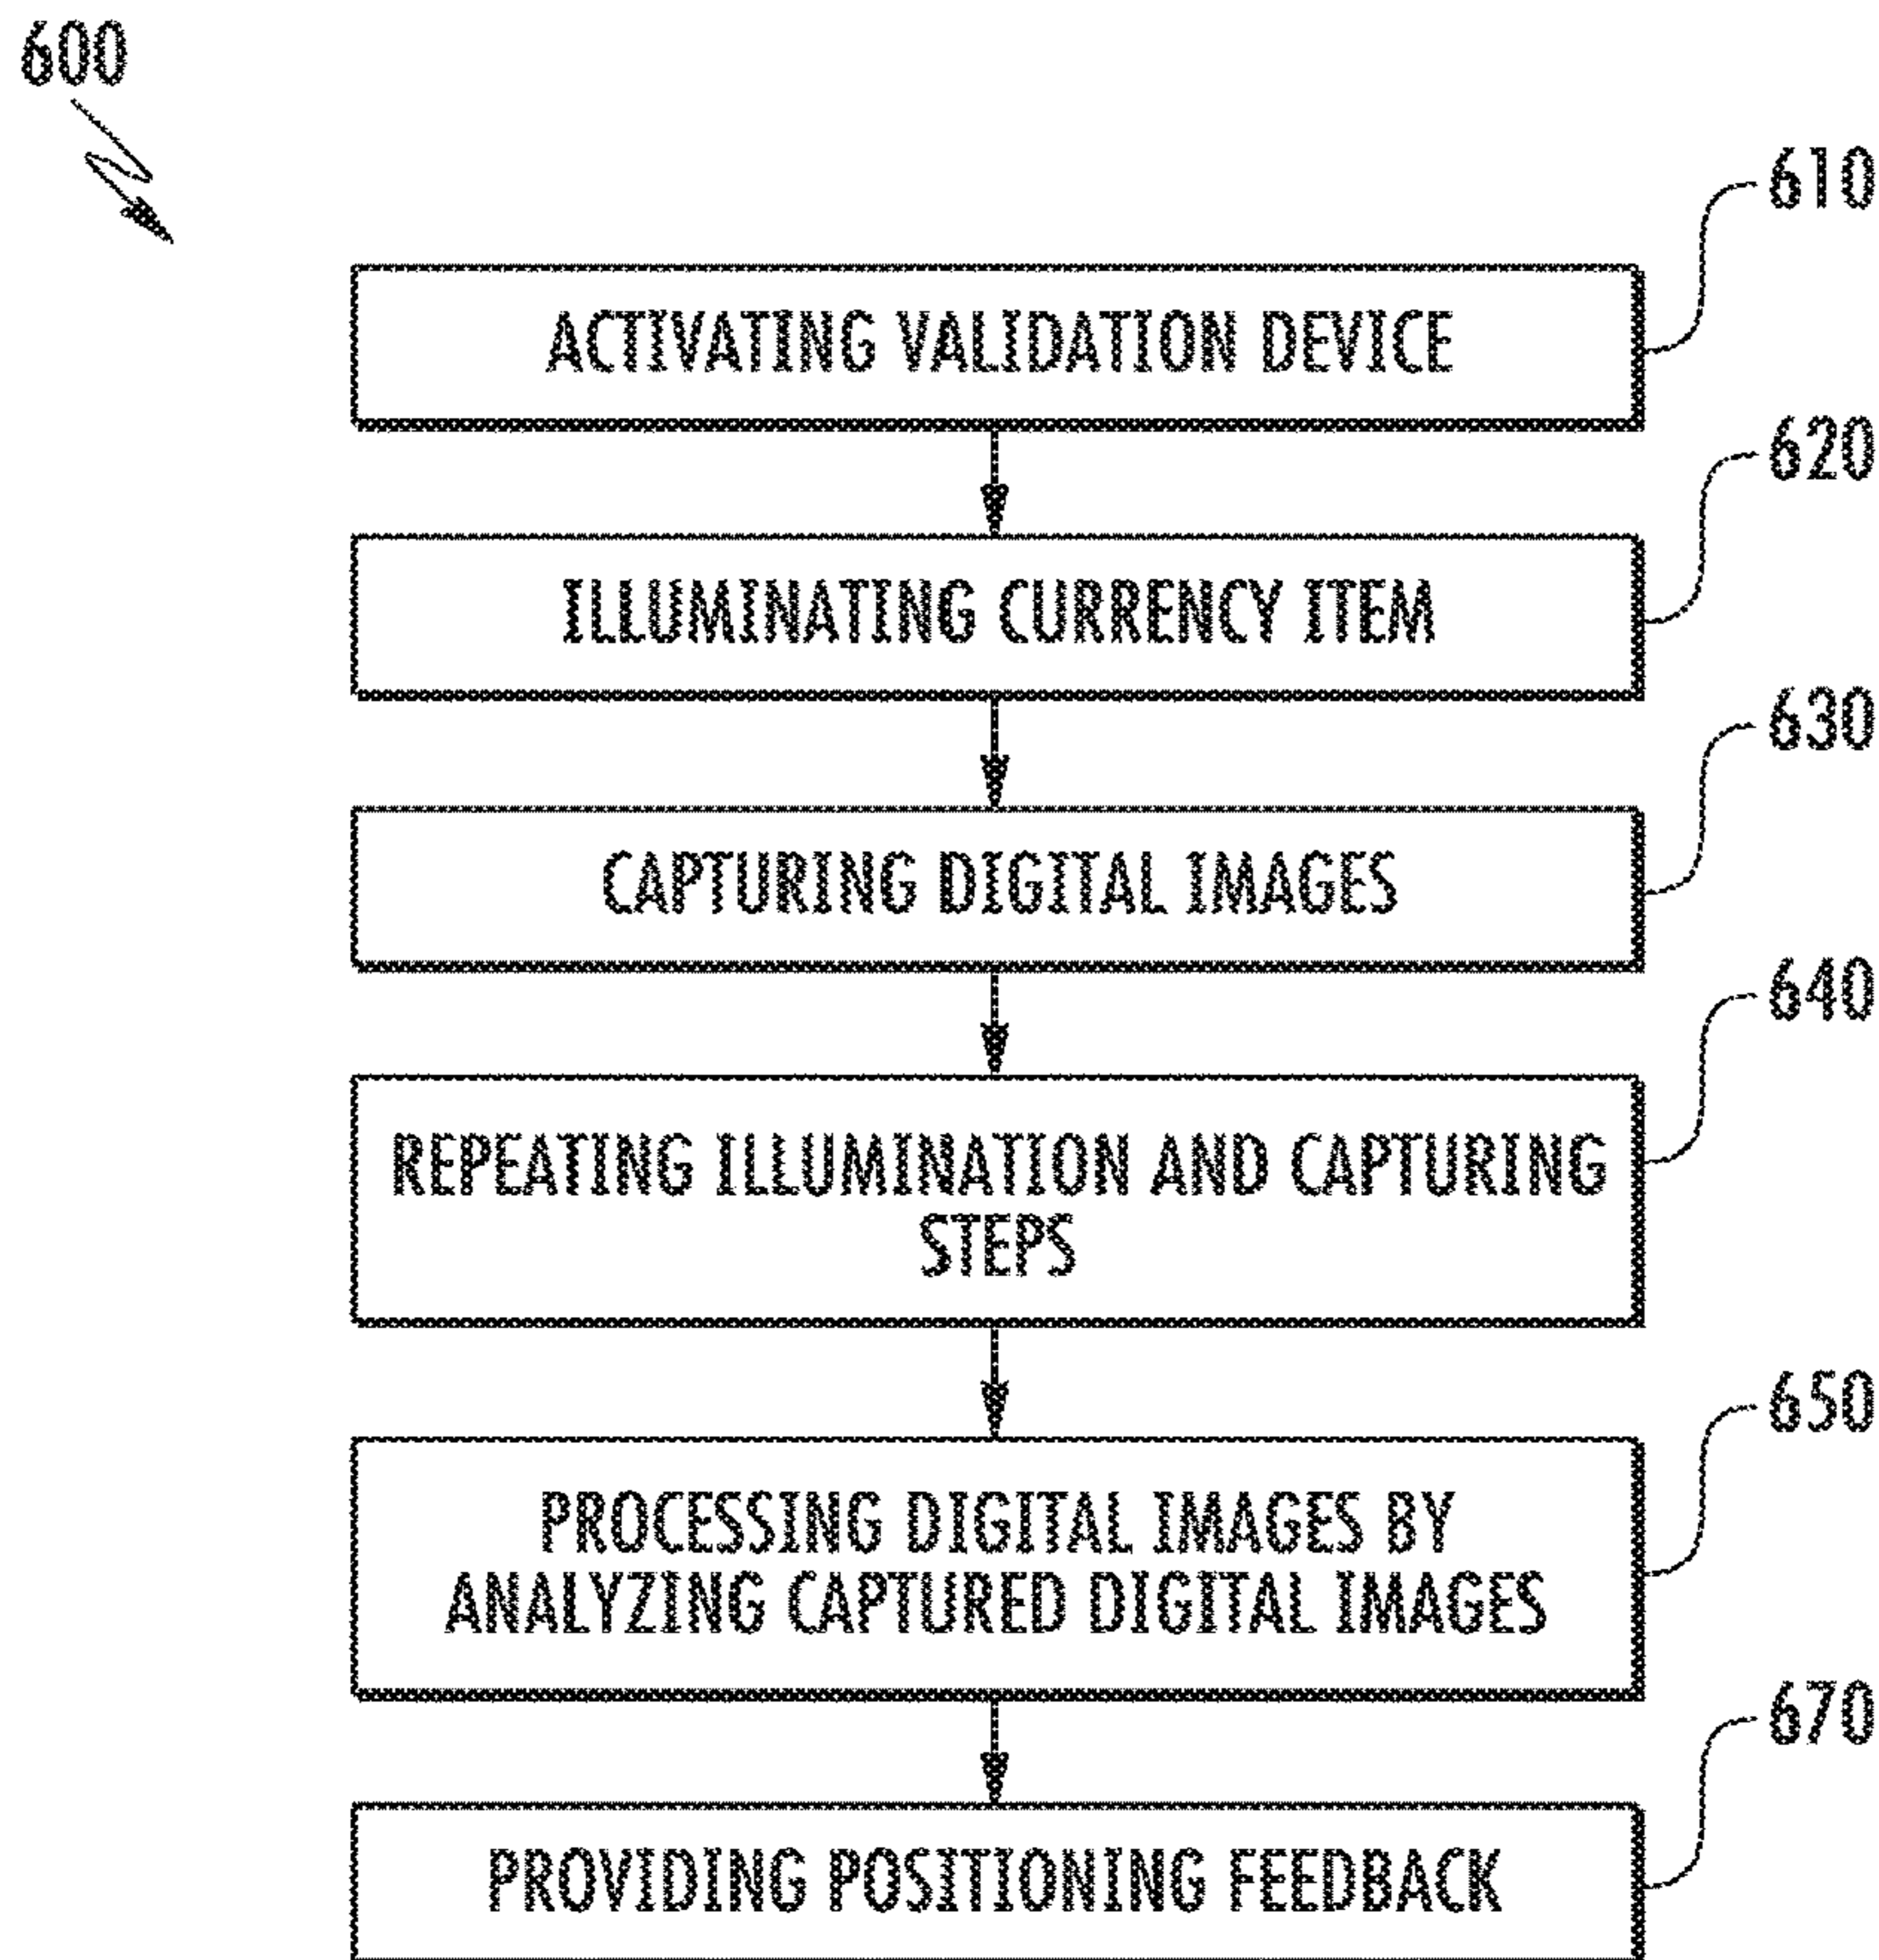 600
610
ACTIVATING VALIDATION DEVICE
620
ILLUMINATING CURRENCY ITEM
630
CAPTURING DIGITAL IMAGES
640
REPEATING ILLUMINATION AND CAPTURING
STEPS
650
PROCESSING DIGITAL IMAGES BY
ANALYZING CAPTURED DIGITAL IMAGES
670
PROVIDING POSITIONING FEEDBACK